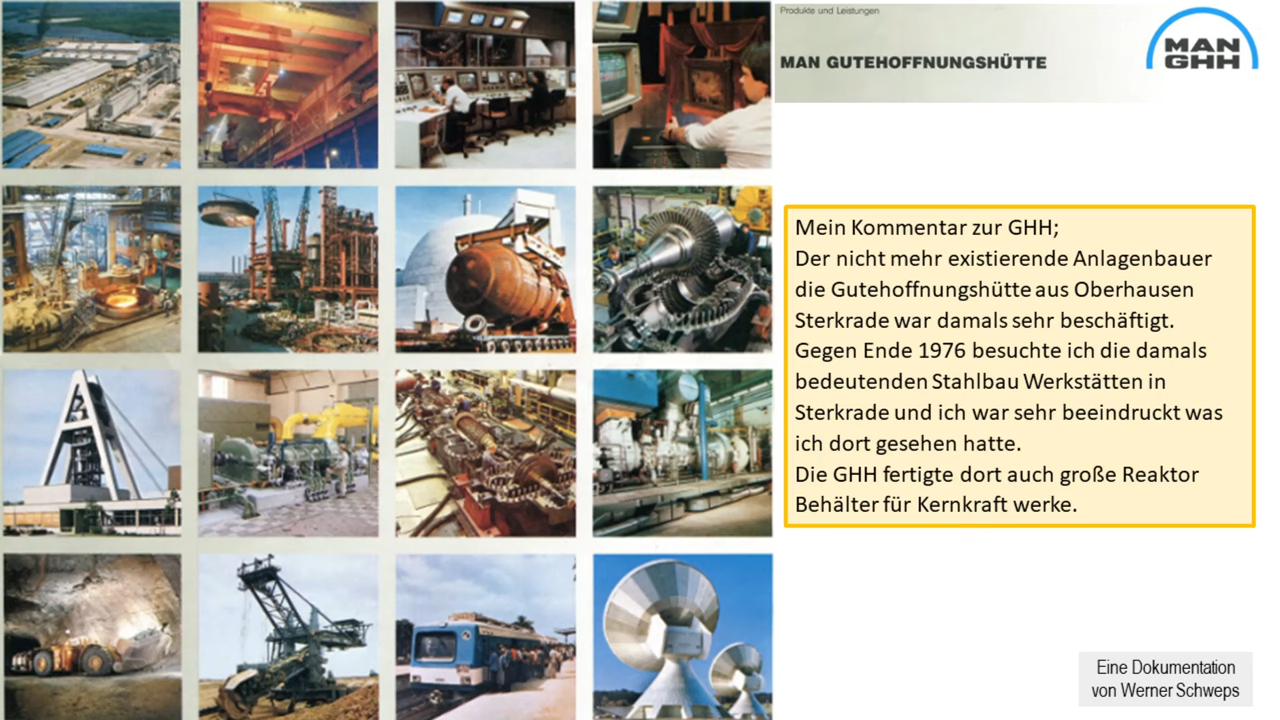 Produkte und Leistungen
MAN GUTEHOFFNUNGSHÜTTE
MAN
GHH
Mein Kommentar zur GHH;
Der nicht mehr existierende Anlagenbauer
die Gutehoffnungshütte aus Oberhausen
Sterkrade war damals sehr beschäftigt.
Gegen Ende 1976 besuchte ich die damals
bedeutenden Stahlbau Werkstätten in
Sterkrade und ich war sehr beeindruckt was
ich dort gesehen hatte.
Die GHH fertigte dort auch große Reaktor
Behälter für Kernkraft werke.
Eine Dokumentation
von Werner Schweps